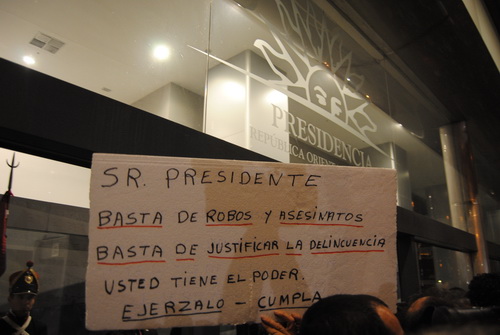 PRESIDENCIA
REPÚBLICA ORIENTAL
SR. PRESIDENTE
BASTA DE ROBOS Y ASESINATOS
BASTA DE JUSTIFICAR LA DELINCUENCIA
USTED TIENE EL PODER.
EJERZALO - CUMPLA